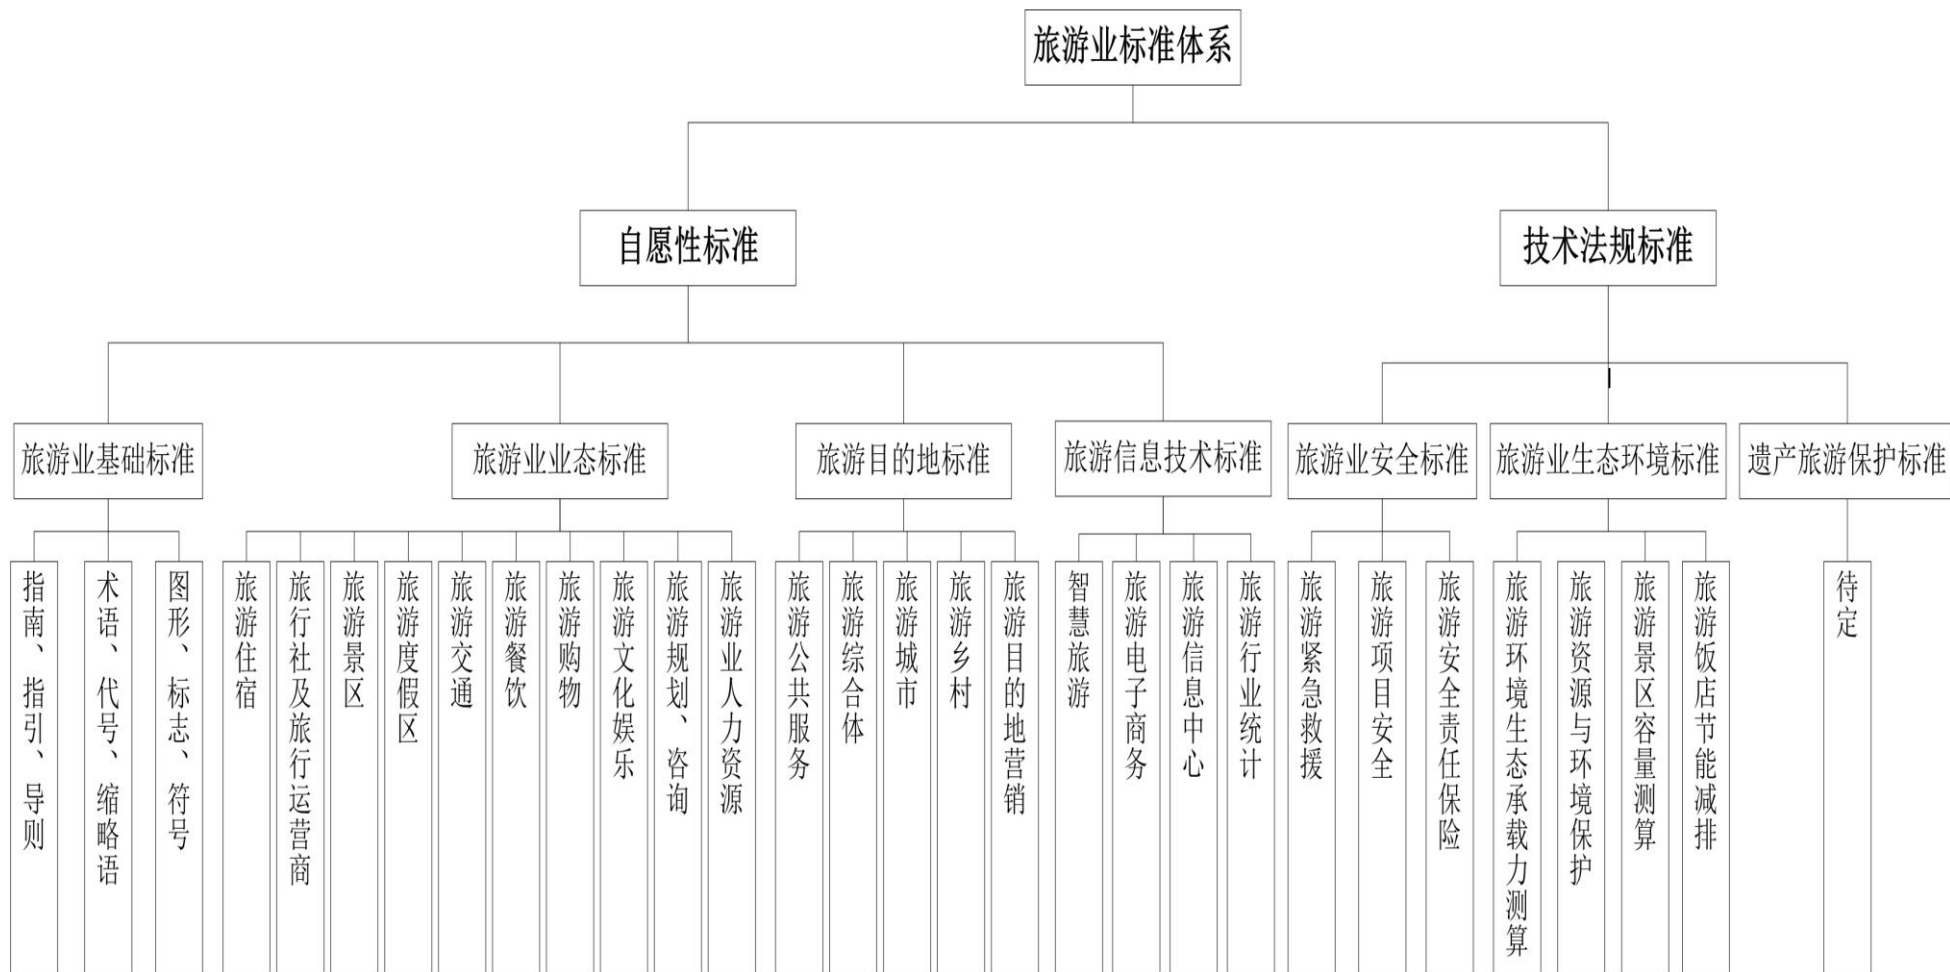 旅游业标准体系
自愿性标准
技术法规标准
旅游业基础标准
旅游业业态标准
旅游目的地标准
旅游信息技术标准
旅游业安全标准
旅游业生态环境标准
遗产旅游保护标准
指南、指引、导则
术语、代号、缩略语
图形、标志、符号
旅游住宿
旅行社及旅行运营商
旅游景区
旅游度假区
旅游交通
旅游餐饮
旅游购物
旅游文化娱乐
旅游规划、咨询
旅游业人力资源
旅游公共服务
旅游综合体
旅游城市
旅游乡村
旅游目的地营销
智慧旅游
旅游电子商务
旅游信息中心
旅游行业统计
旅游紧急救援
旅游项目安全
旅游安全责任保险
旅游环境生态承载力测算
旅游资源与环境保护
旅游景区容量测算
旅游饭店节能减排
待定